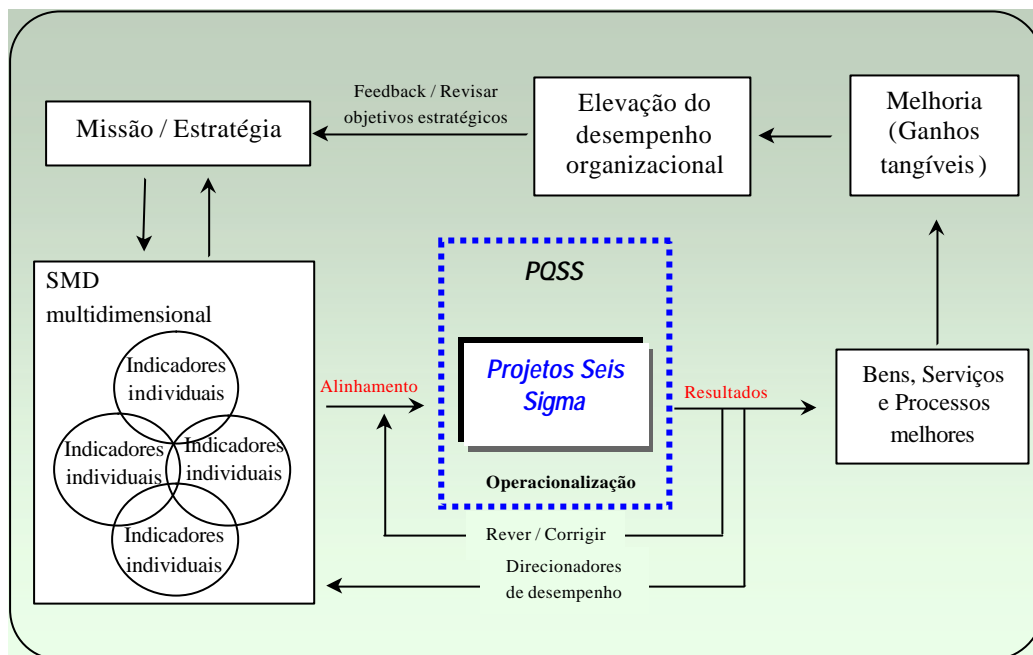 Missão / Estratégia
Feedback / Revisar
objetivos estratégicos
Elevação do
desempenho
organizacional
Melhoria
(Ganhos
tangíveis )
SMD
multidimensional
Indicadores
individuais
Indicadores
individuais
Indicadores
individuais
Indicadores
individuais
Alinhamento
PQSS
Projetos Seis
Sigma
Operacionalização
Resultados
Bens, Serviços
e Processos
melhores
Rever / Corrigir
Direcionadores
de desempenho